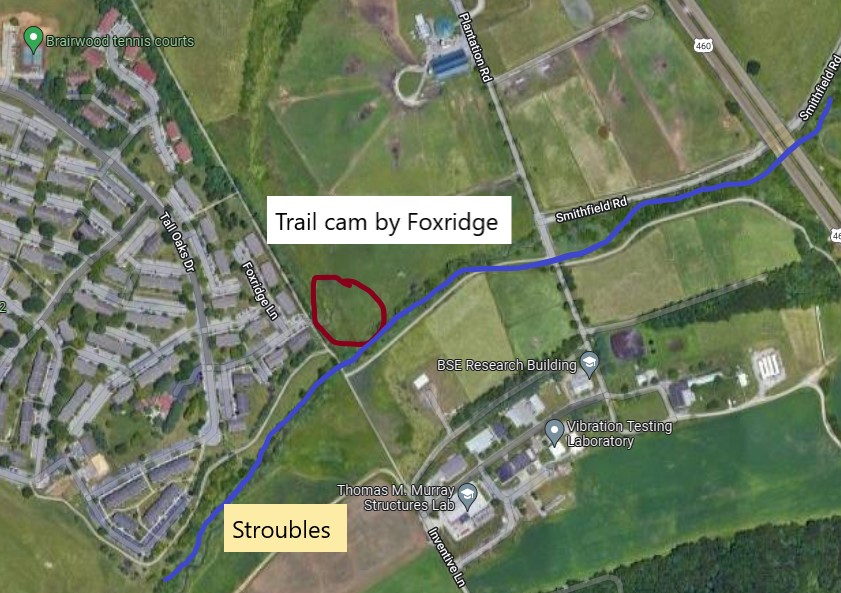 Brairwood tennis courts
Plantation Rd
460
Smithfield Rd
Trail cam by Foxridge
Smithfield Rd
Tall Oaks Dr
Foxridge Ln
46
2
BSE Research Building
Vibration Testing
Laboratory
Thomas M. Murray
Structures Lab
Stroubles
Inventive Ln